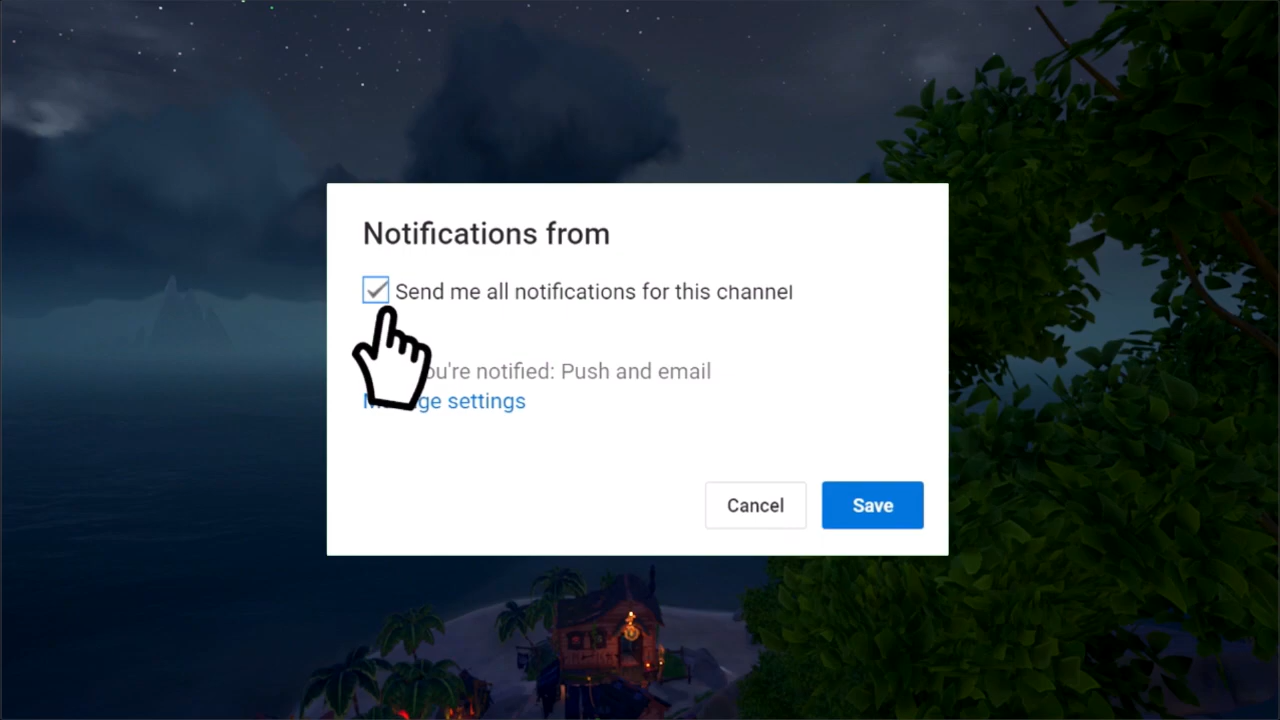 Notifications from
Send me all notifications for this channel
ou're notified: Push and email
ge settings
Cancel
Save